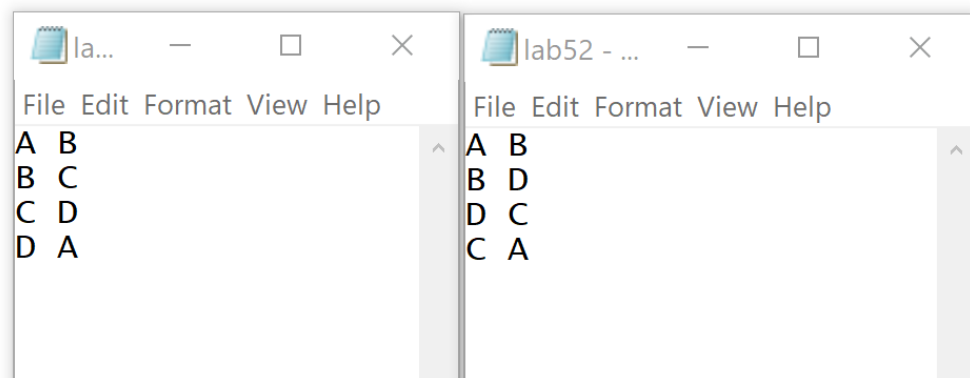 la...
File Edit Format View Help
A B
B C
C D
D A
lab52 - ...
File Edit Format View Help
A B
B D
D C
C A